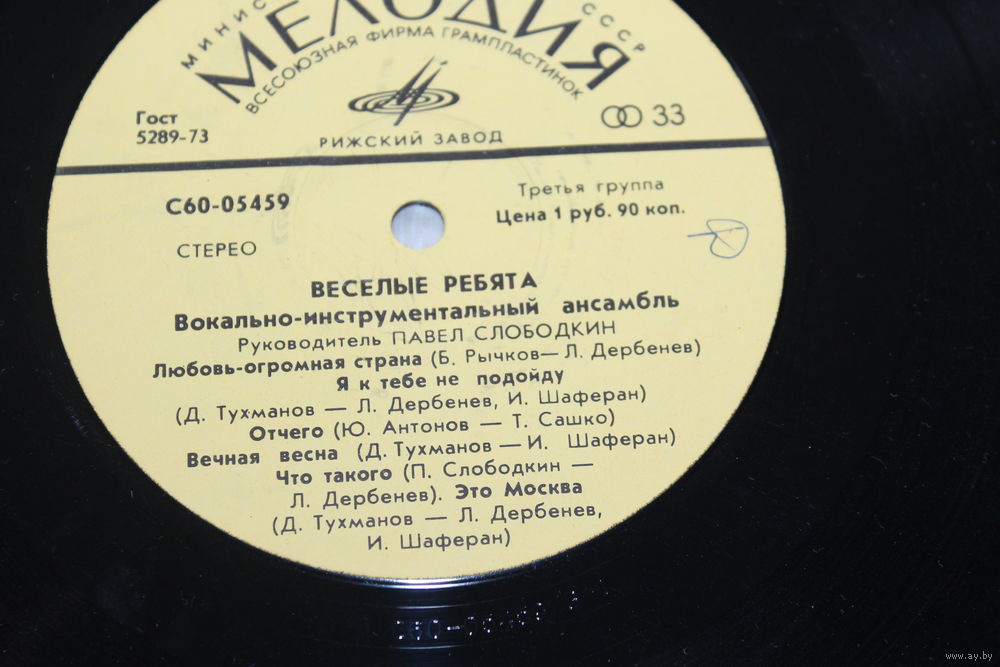 МИНИС СССР
МЕЛОДИЯ
ВСЕСОЮЗНАЯ ФИРМА ГРАМПЛАСТИНОК
Гост
5289-73
33
РИЖСКИЙ ЗАВОД
С60-05459
Третья группа
Цена 1 руб. 90 коп.
СТЕРЕО
ВЕСЕЛЫЕ РЕБЯТА
Вокально-инструментальный ансамбль
Руководитель ПАВЕЛ СЛОБОДКИН
Любовь-огромная страна (Б. Рычков— Л. Дербенев)
Я к тебе не подойду
(Д. Тухманов — Л. Дербенев, И. Шаферан)
Отчего (Ю. Антонов — Т. Сашко)
Вечная весна (Д. Тухманов — И. Шаферан)
Что такого (П. Слободкин —
Л. Дербенев). Это Москва
(Д. Тухманов — Л. Дербенев,
И. Шаферан)
www.ay.by